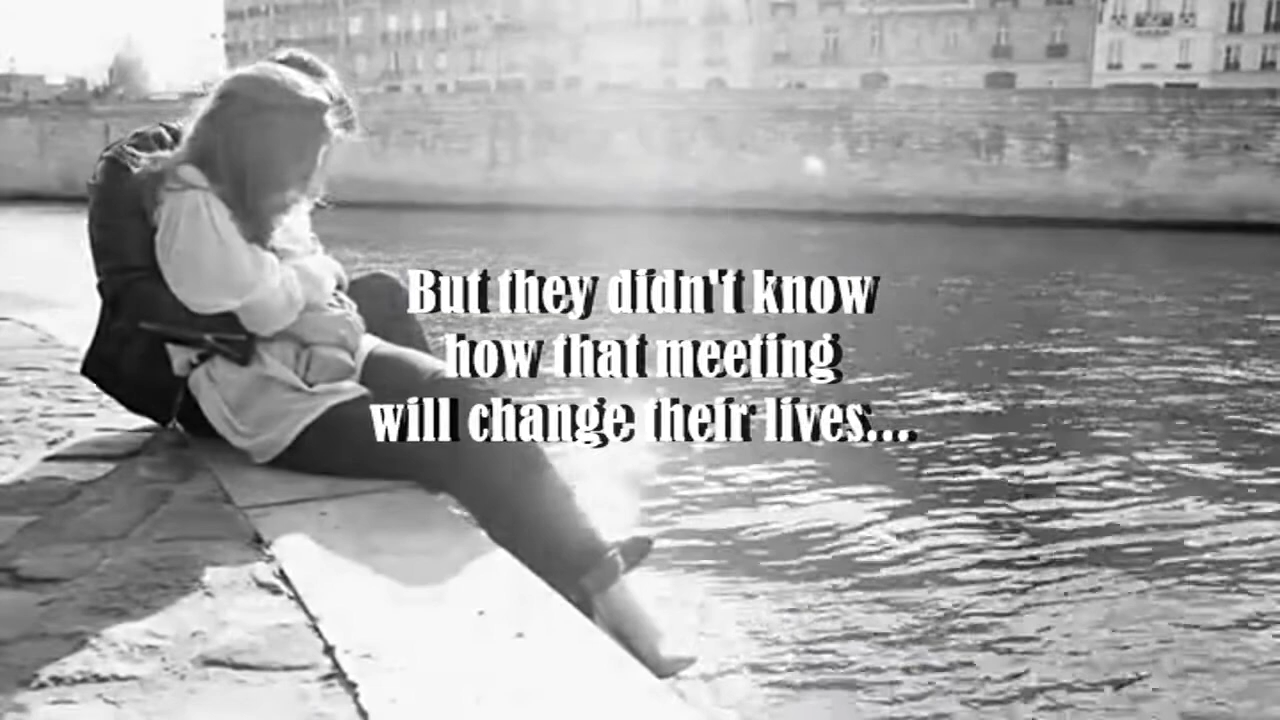 But they didn't know
how that meeting
will change their lives...